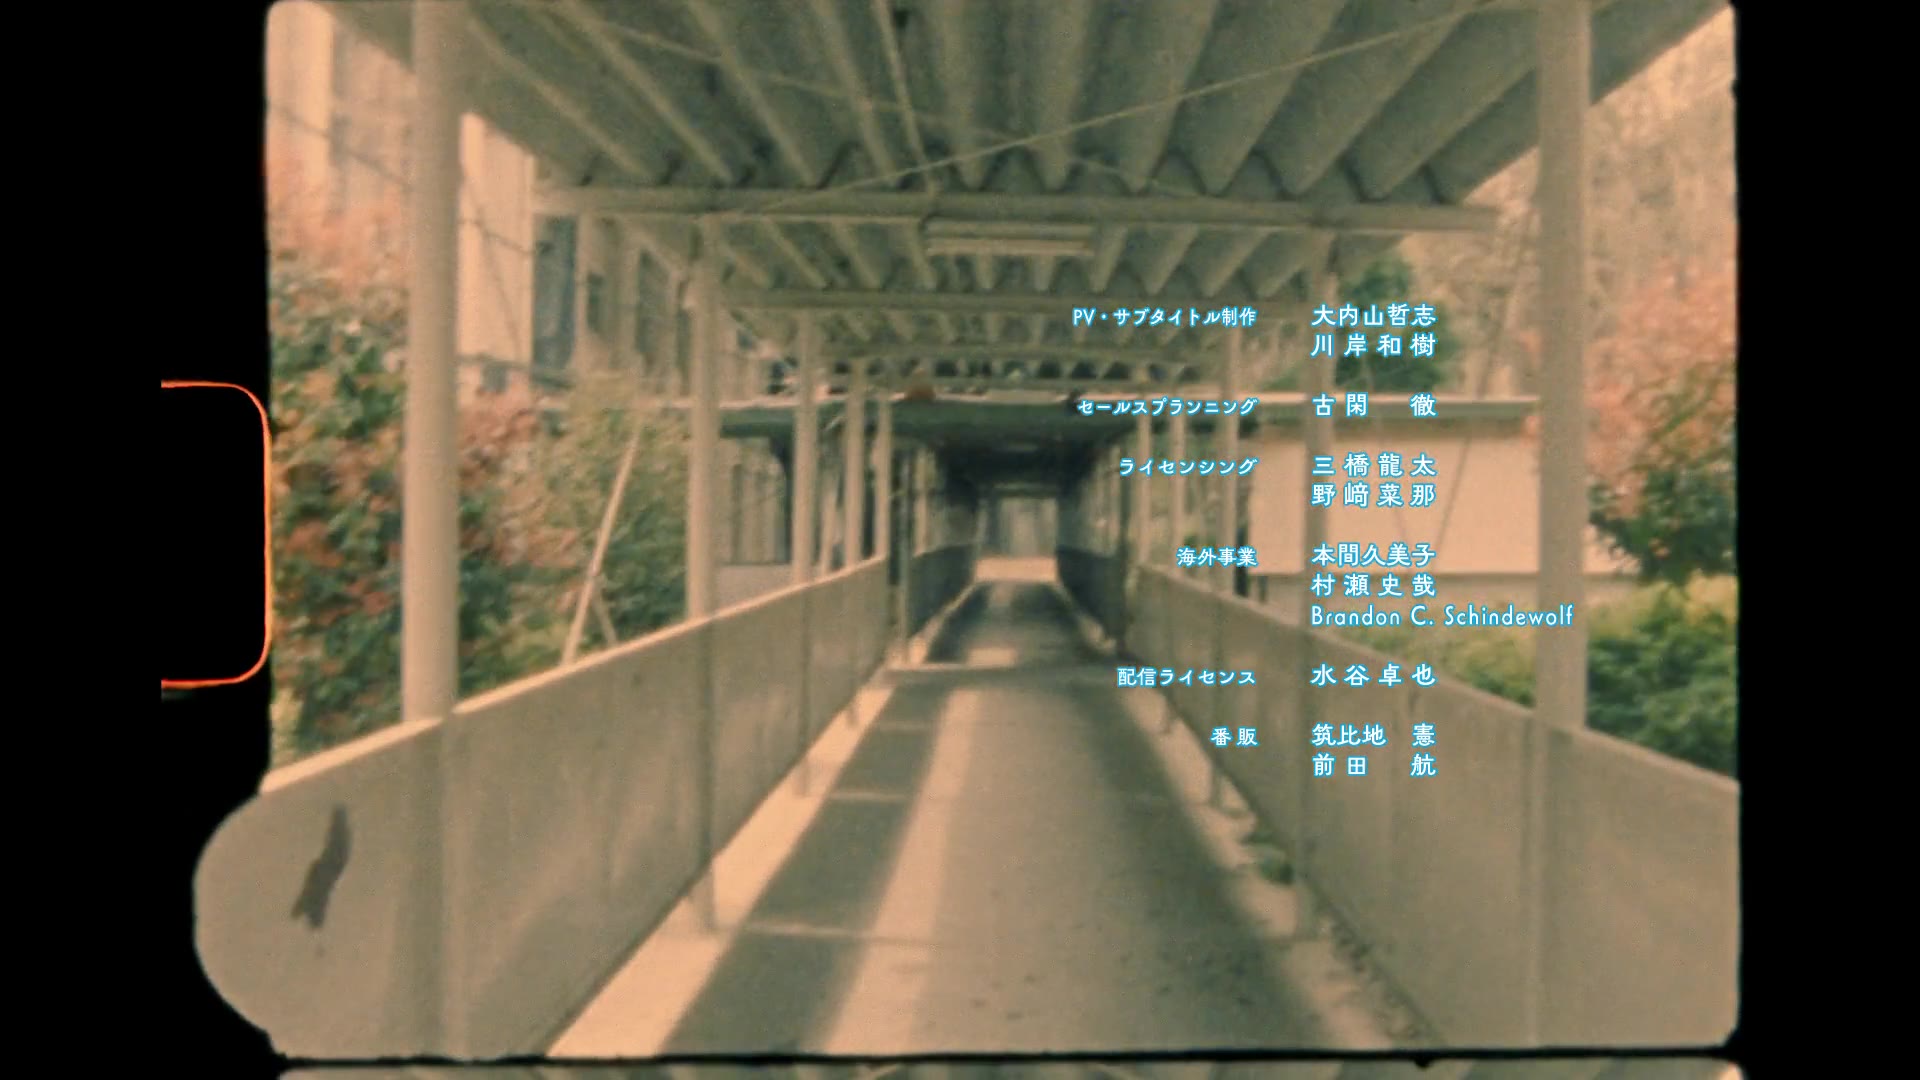 PV・サブタイトル制作 大内山哲志
川岸和樹
セールスプランニング 古閑 徹
ライセンシング 三橋龍太
野﨑菜那
海外事業 本間久美子
村瀬史哉
Brandon C. Schindewolf
配信ライセンス 水谷卓也
番販 筑比地 憲
前田 航